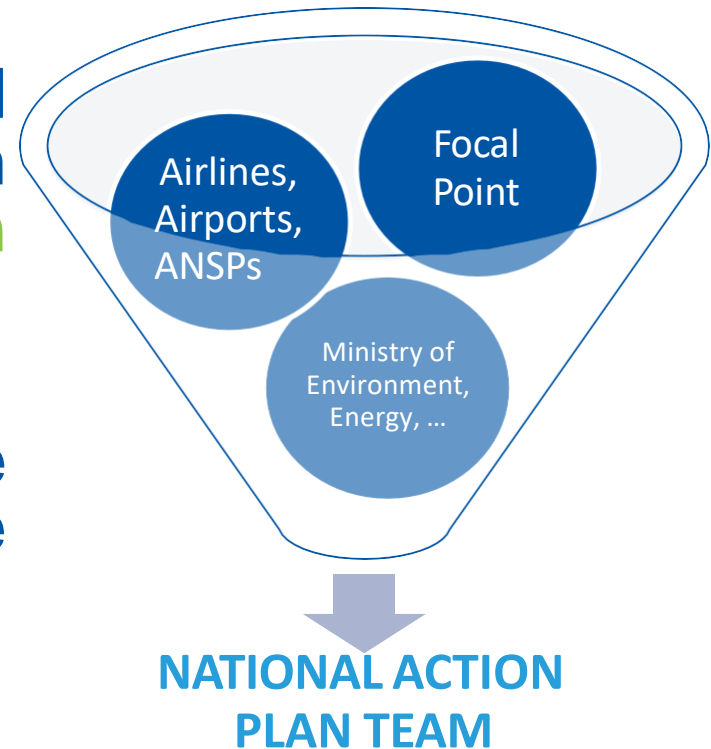 Focal
Point
Airlines,
Airports,
ANSPs
Ministry of
Environment,
Energy, ...
NATIONAL ACTION
PLAN TEAM